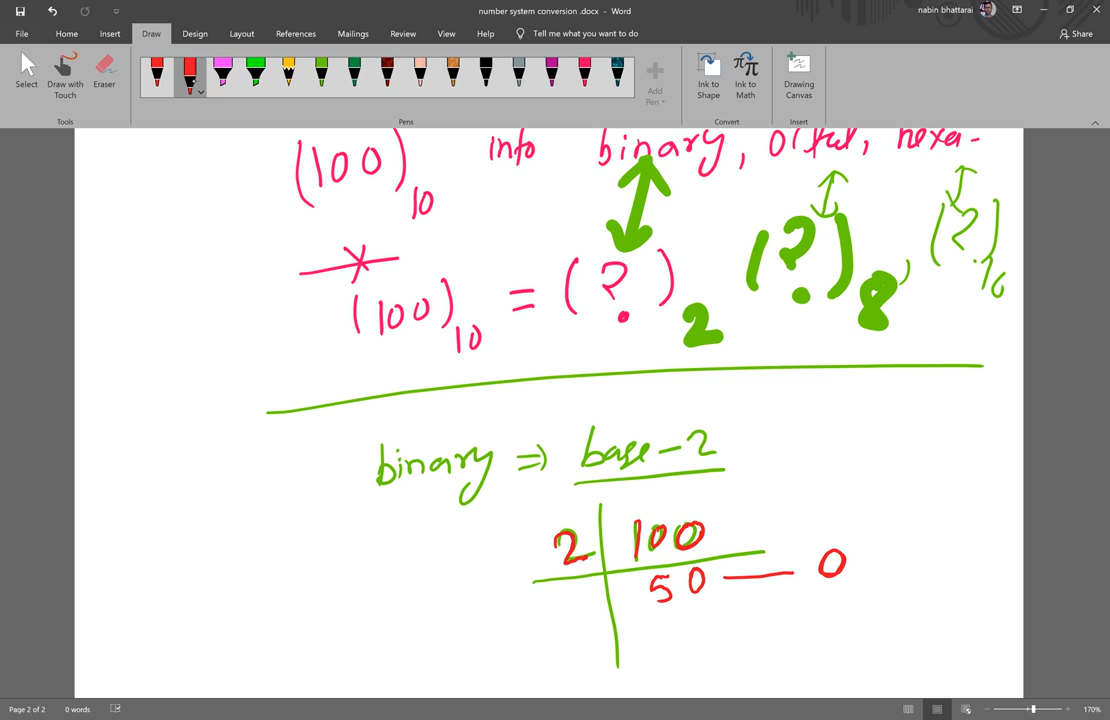 number system conversion .docx - Word
nabin bhattarai
File Home Insert Draw Design Layout References Mailings Review View Help Tell me what you want to do Share
Select Draw with Touch Eraser Add Pen Ink to Shape Ink to Math Drawing Canvas
Tools Pens Convert Insert
(100)10 into binary, octal, hexa-
(100)10 = (?)2 (?)8, (?)16
binary ⇒ base-2
2 100
50 — 0
Page 2 of 2 0 words 170%